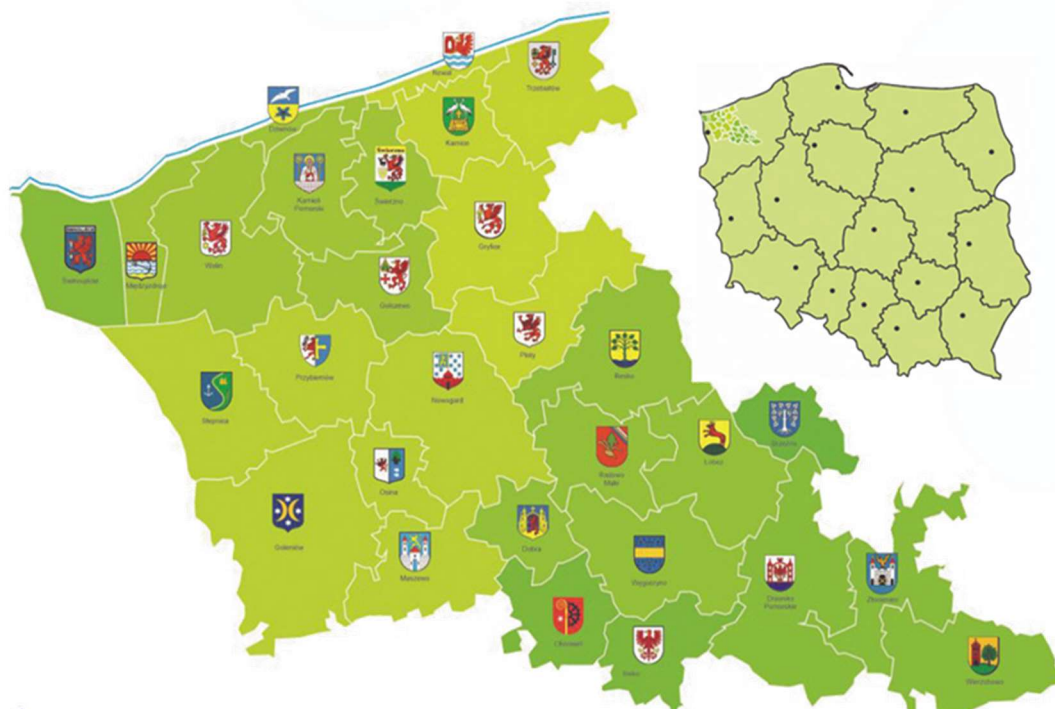 Rewal
Trzebiatów
Dziwnów
Karnice
Kamień
Pomorski
Świerzno
Gryfice
Świnoujście
Międzyzdroje
Wolin
Golczewo
Płoty
Przybiernów
Resko
Nowogard
Stepnica
Łobez
Radowo
Małe
Osina
Goleniów
Dobra
Maszewo
Węgorzyno
Drawsko
Pomorskie
Złocieniec
Chociwel
Ińsko
Wierzchowo